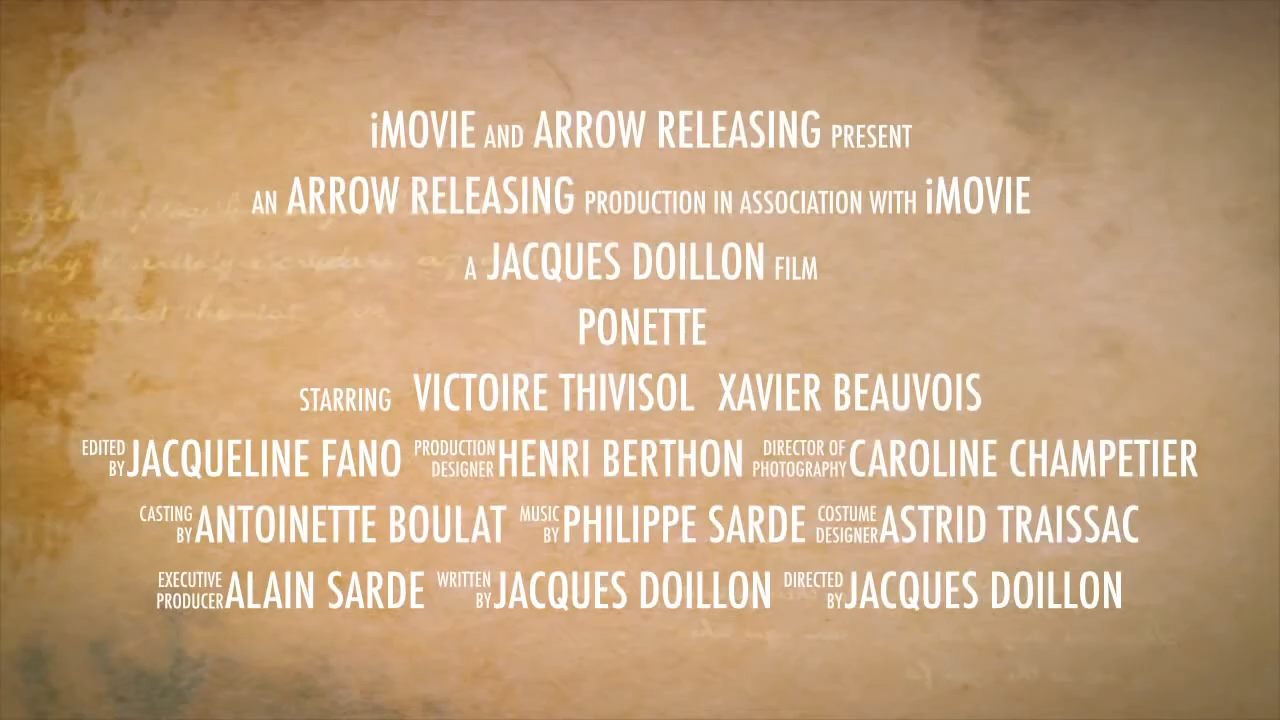 iMOVIE AND ARROW RELEASING PRESENT
AN ARROW RELEASING PRODUCTION IN ASSOCIATION WITH iMOVIE
A JACQUES DOILLON FILM
PONETTE
STARRING VICTOIRE THIVISOL XAVIER BEAUVOIS
EDITED BY JACQUELINE FANO PRODUCTION DESIGNER HENRI BERTHON DIRECTOR OF PHOTOGRAPHY CAROLINE CHAMPETIER
CASTING BY ANTOINETTE BOULAT MUSIC BY PHILIPPE SARDE COSTUME DESIGNER ASTRID TRAISSAC
EXECUTIVE PRODUCER ALAIN SARDE WRITTEN BY JACQUES DOILLON DIRECTED BY JACQUES DOILLON